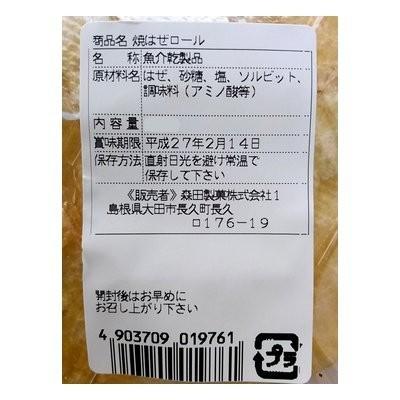 商品名 焼はぜロール
名 称 魚介乾製品
原材料名 はぜ、砂糖、塩、ソルビット、
調味料（アミノ酸等）
内容量
賞味期限 平成27年2月14日
保存方法 直射日光を避け常温で
保存して下さい
《販売者》森田製菓株式会社1
島根県大田市長久町長久
ロ176-19
開封後はお早めに
お召し上がり下さい
4 903709 019761
プラ